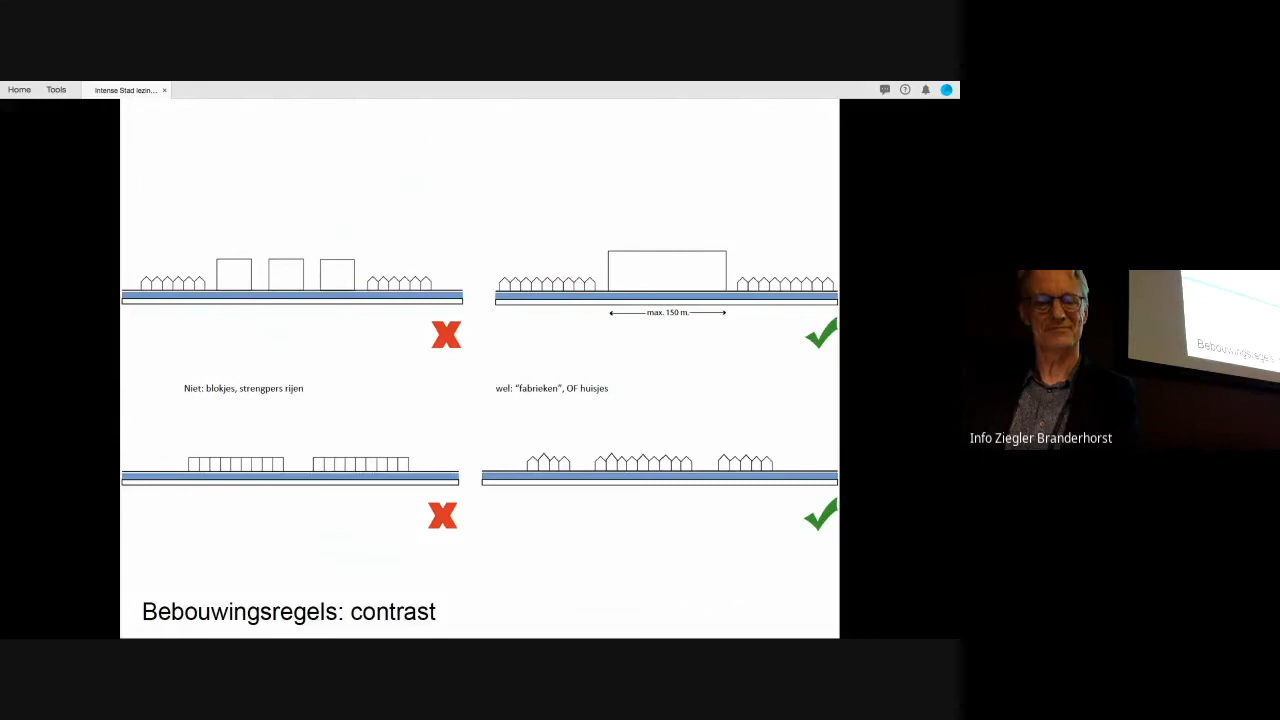 Home
Tools
Intense Stad lezin...
max. 150 m.
Niet: blokjes, strengpers rijen
wel: “fabrieken”, OF huisjes
Bebouwingsregels: contrast
Bebouwingsregels
Info Ziegler Branderhorst